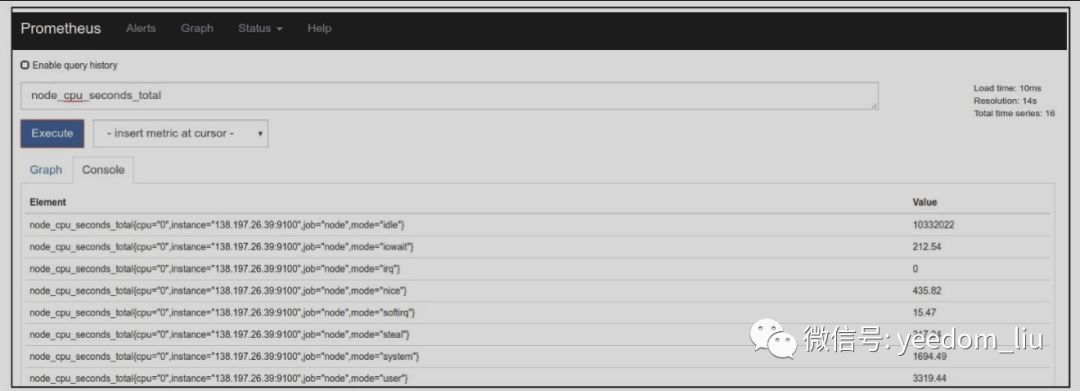 Prometheus Alerts Graph Status Help
Enable query history
node_cpu_seconds_total
Load time: 10ms
Resolution: 14s
Total time series: 16
Execute - insert metric at cursor -
Graph Console
Element Value
node_cpu_seconds_total{cpu="0",instance="138.197.26.39:9100",job="node",mode="idle"} 10332022
node_cpu_seconds_total{cpu="0",instance="138.197.26.39:9100",job="node",mode="iowait"} 212.54
node_cpu_seconds_total{cpu="0",instance="138.197.26.39:9100",job="node",mode="irq"} 0
node_cpu_seconds_total{cpu="0",instance="138.197.26.39:9100",job="node",mode="nice"} 435.82
node_cpu_seconds_total{cpu="0",instance="138.197.26.39:9100",job="node",mode="softirq"} 15.47
node_cpu_seconds_total{cpu="0",instance="138.197.26.39:9100",job="node",mode="steal"}
微信号: yeedom_liu
node_cpu_seconds_total{cpu="0",instance="138.197.26.39:9100",job="node",mode="system"} 1694.49
node_cpu_seconds_total{cpu="0",instance="138.197.26.39:9100",job="node",mode="user"} 3319.44